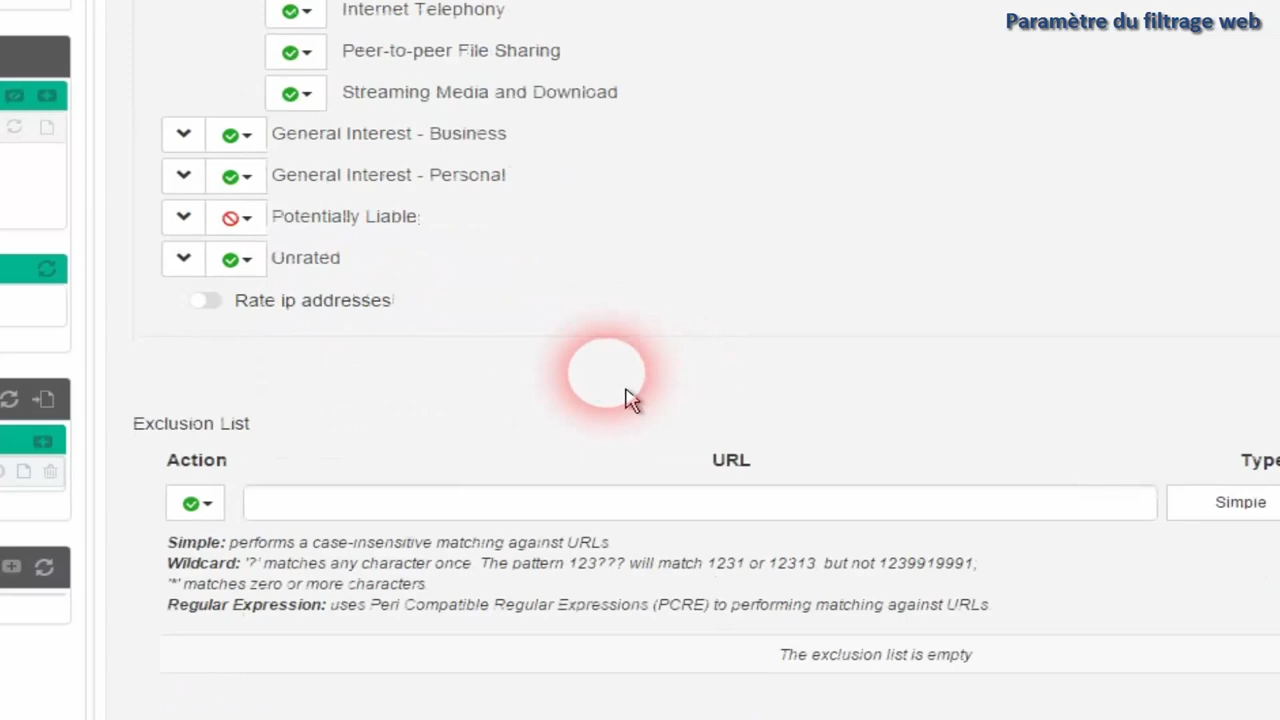 Paramètre du filtrage web
Internet Telephony
Peer-to-peer File Sharing
Streaming Media and Download
General Interest - Business
General Interest - Personal
Potentially Liable
Unrated
Rate ip addresses
Exclusion List
Action URL Type
Simple
Simple: performs a case-insensitive matching against URLs.
Wildcard: '?' matches any character once. The pattern 123??? will match 1231 or 12313, but not 1239919991;
'*' matches zero or more characters.
Regular Expression: uses Perl Compatible Regular Expressions (PCRE) to performing matching against URLs.
The exclusion list is empty